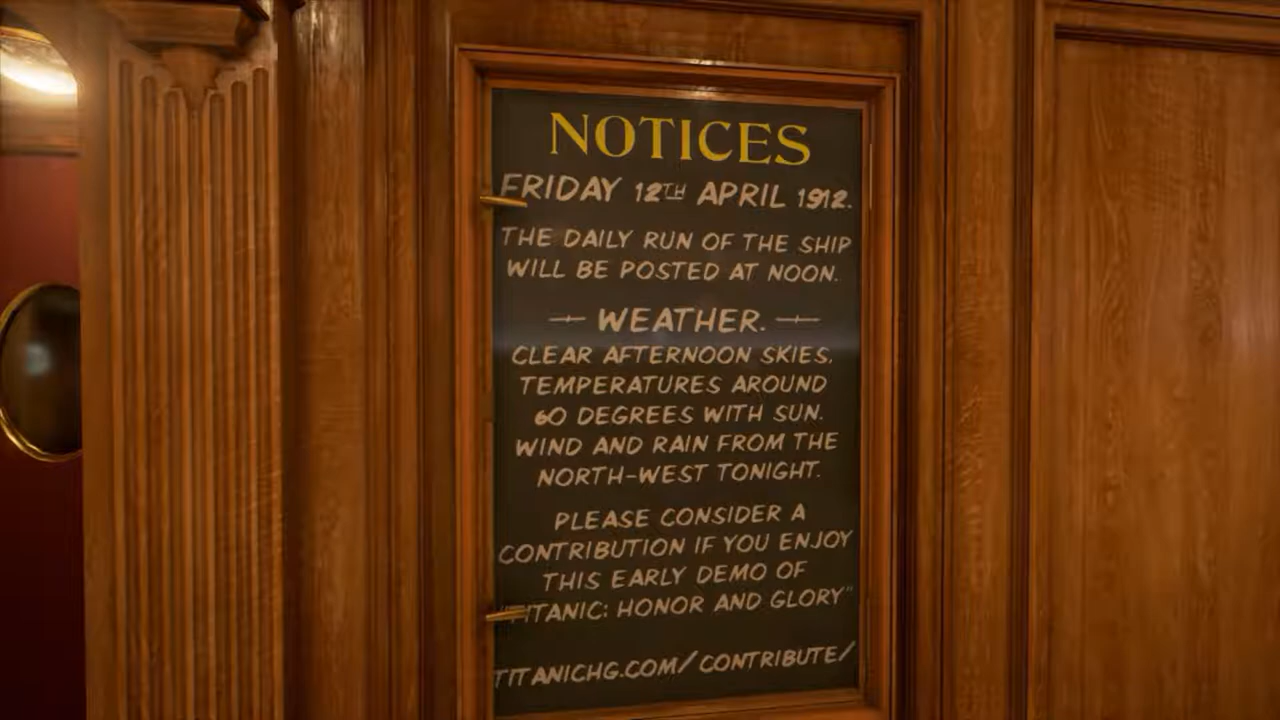 NOTICES
FRIDAY 12TH APRIL 1912.
THE DAILY RUN OF THE SHIP
WILL BE POSTED AT NOON.
WEATHER.
CLEAR AFTERNOON SKIES.
TEMPERATURES AROUND
60 DEGREES WITH SUN.
WIND AND RAIN FROM THE
NORTH-WEST TONIGHT.
PLEASE CONSIDER A
CONTRIBUTION IF YOU ENJOY
THIS EARLY DEMO OF
"TITANIC: HONOR AND GLORY"
TITANICHG.COM/CONTRIBUTE/